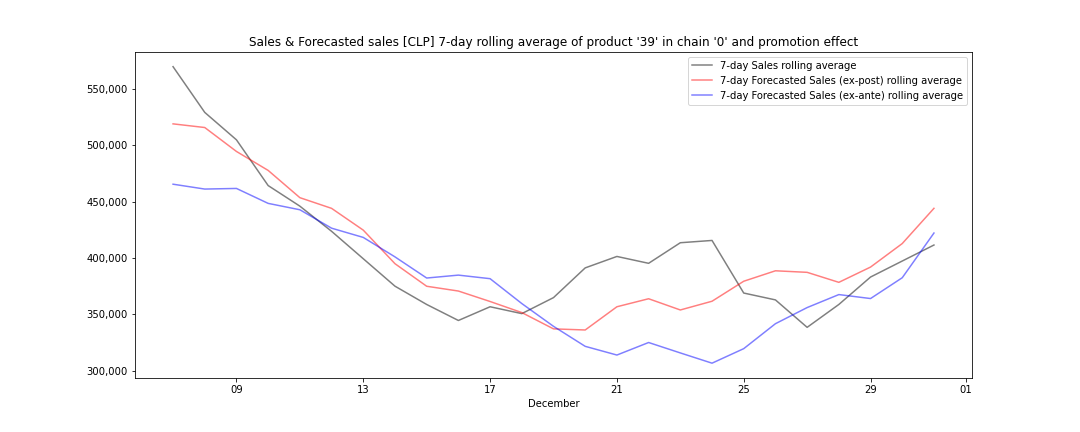 Sales & Forecasted sales [CLP] 7-day rolling average of product '39' in chain '0' and promotion effect
7-day Sales rolling average
7-day Forecasted Sales (ex-post) rolling average
7-day Forecasted Sales (ex-ante) rolling average
550,000
500,000
450,000
400,000
350,000
300,000
09 13 17 21 25 29 01
December